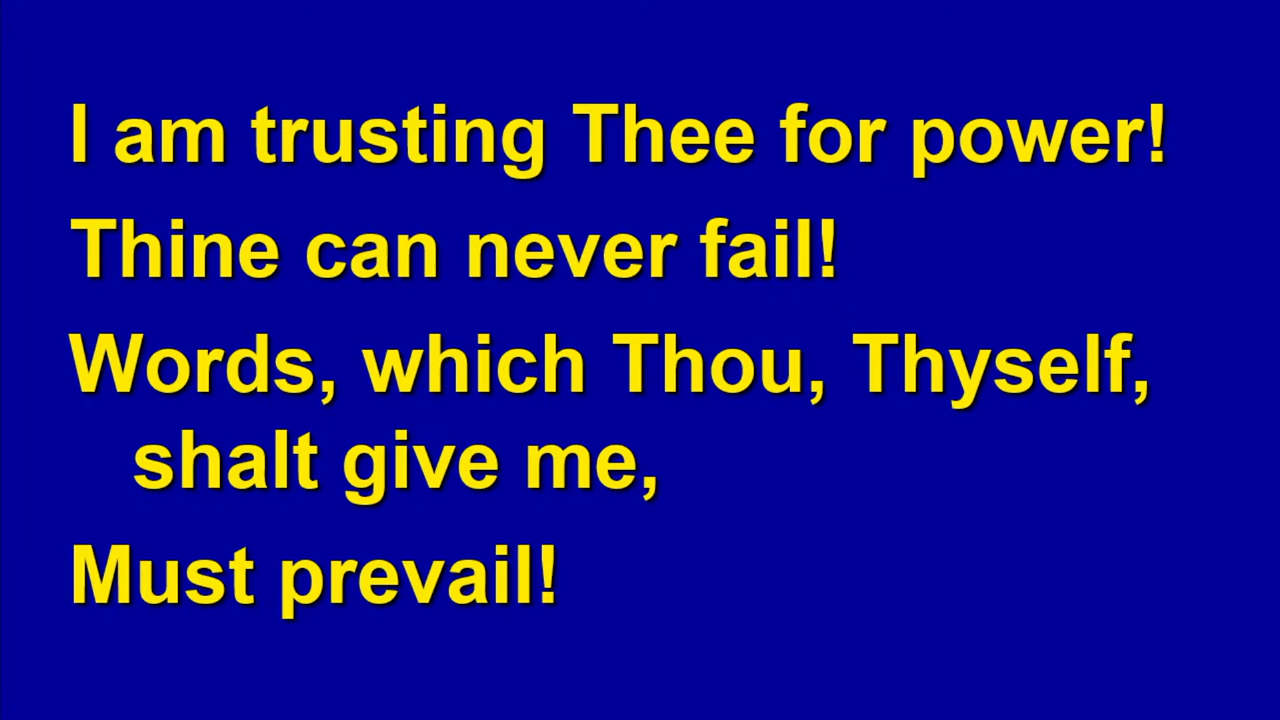 I am trusting Thee for power!
Thine can never fail!
Words, which Thou, Thyself,
shalt give me,
Must prevail!